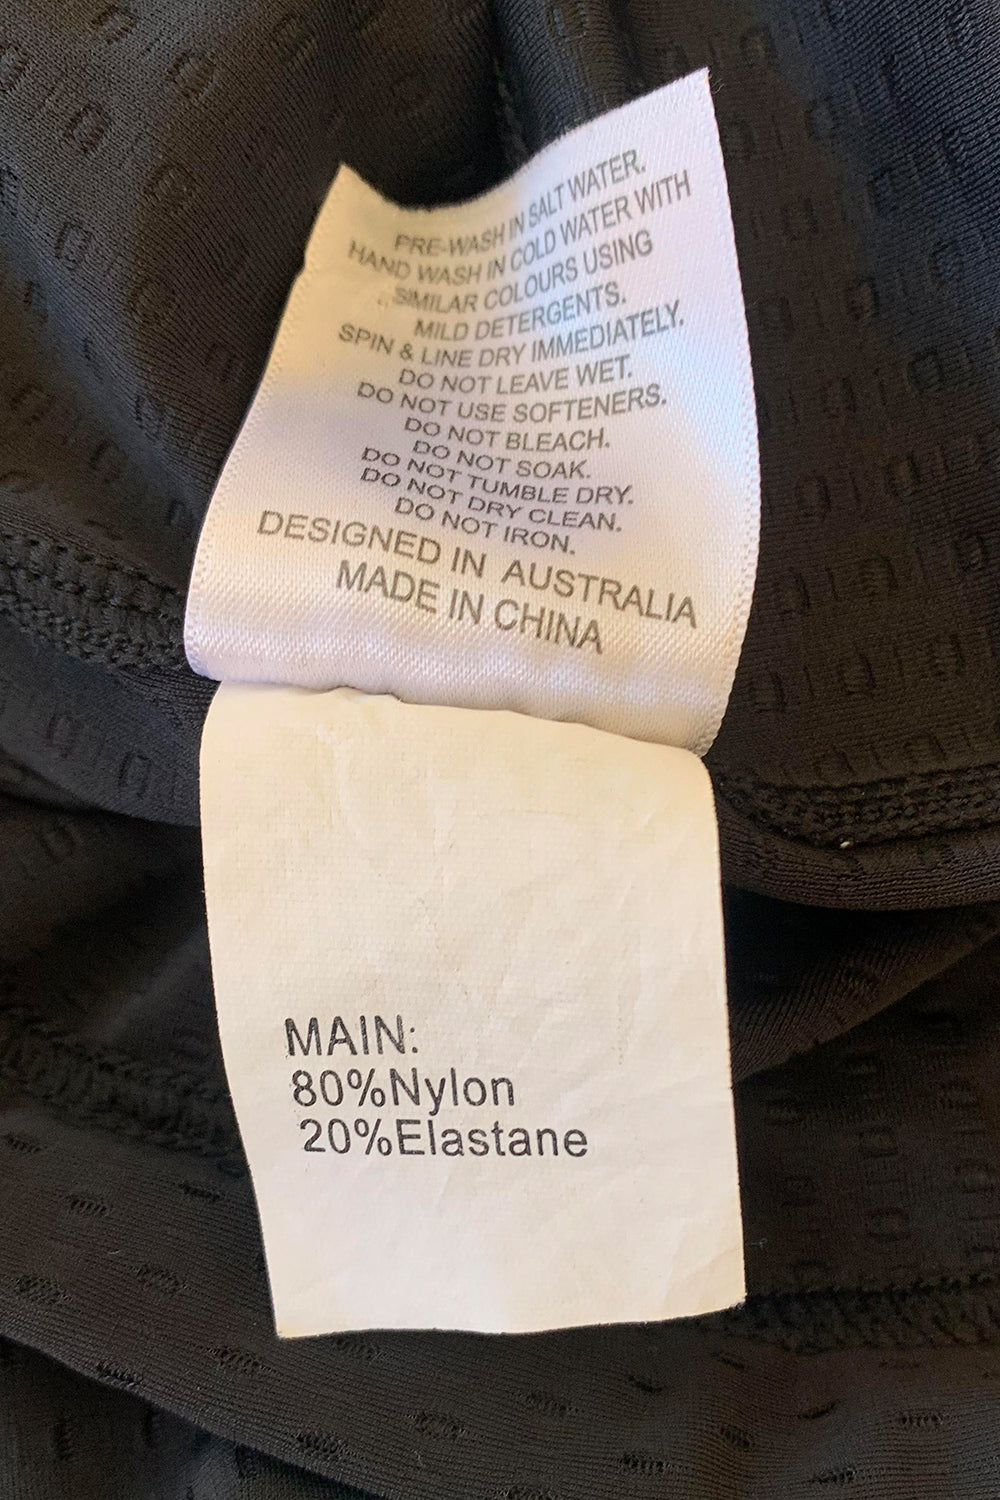 PRE-WASH IN SALT WATER.
HAND WASH IN COLD WATER WITH
SIMILAR COLOURS USING
MILD DETERGENTS.
SPIN & LINE DRY IMMEDIATELY.
DO NOT LEAVE WET.
DO NOT USE SOFTENERS.
DO NOT BLEACH.
DO NOT SOAK.
DO NOT TUMBLE DRY.
DO NOT DRY CLEAN.
DO NOT IRON.
DESIGNED IN AUSTRALIA
MADE IN CHINA
MAIN:
80%Nylon
20%Elastane